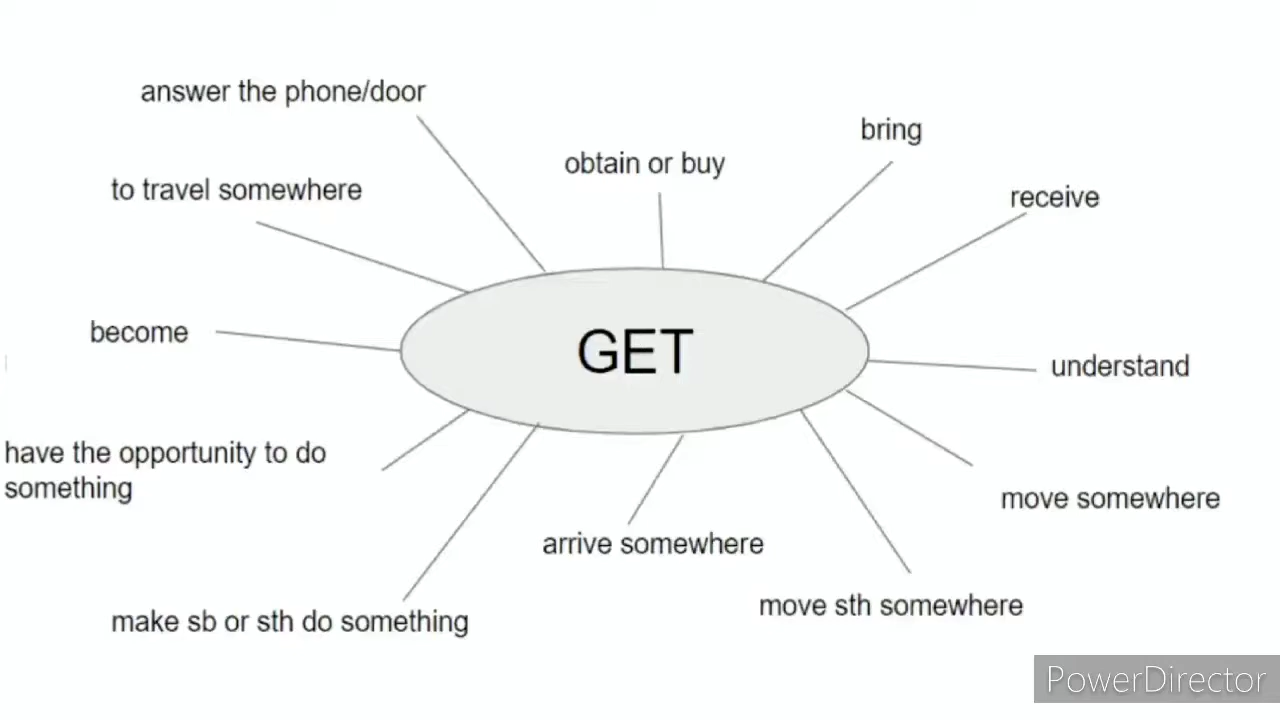 answer the phone/door
bring
obtain or buy
to travel somewhere
receive
become
GET
understand
have the opportunity to do
something
move somewhere
arrive somewhere
move sth somewhere
make sb or sth do something
PowerDirector